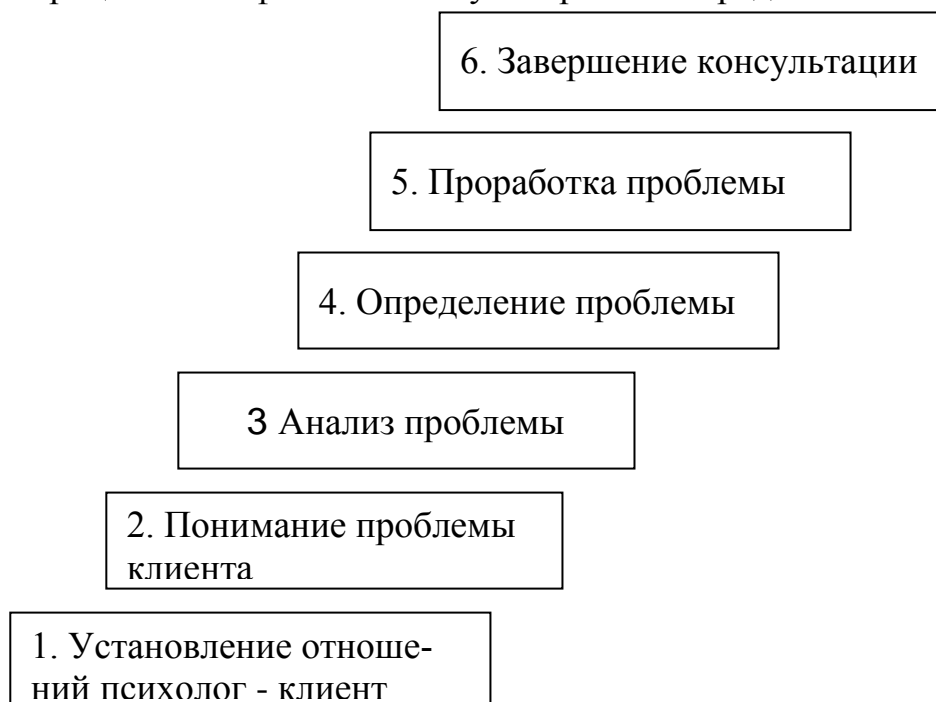 6. Завершение консультации
5. Проработка проблемы
4. Определение проблемы
3 Анализ проблемы
2. Понимание проблемы
клиента
1. Установление отноше-
ний психолог - клиент